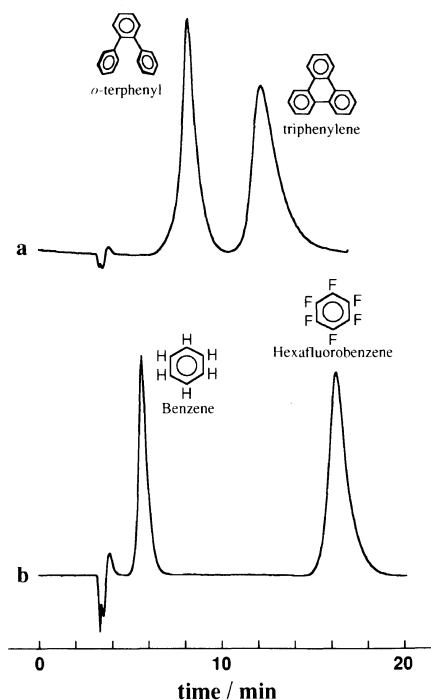 o-terphenyl
triphenylene
a
F
F F
F F
F
Hexafluorobenzene
H
H H
H H
H
Benzene
b
0 10 20
time / min